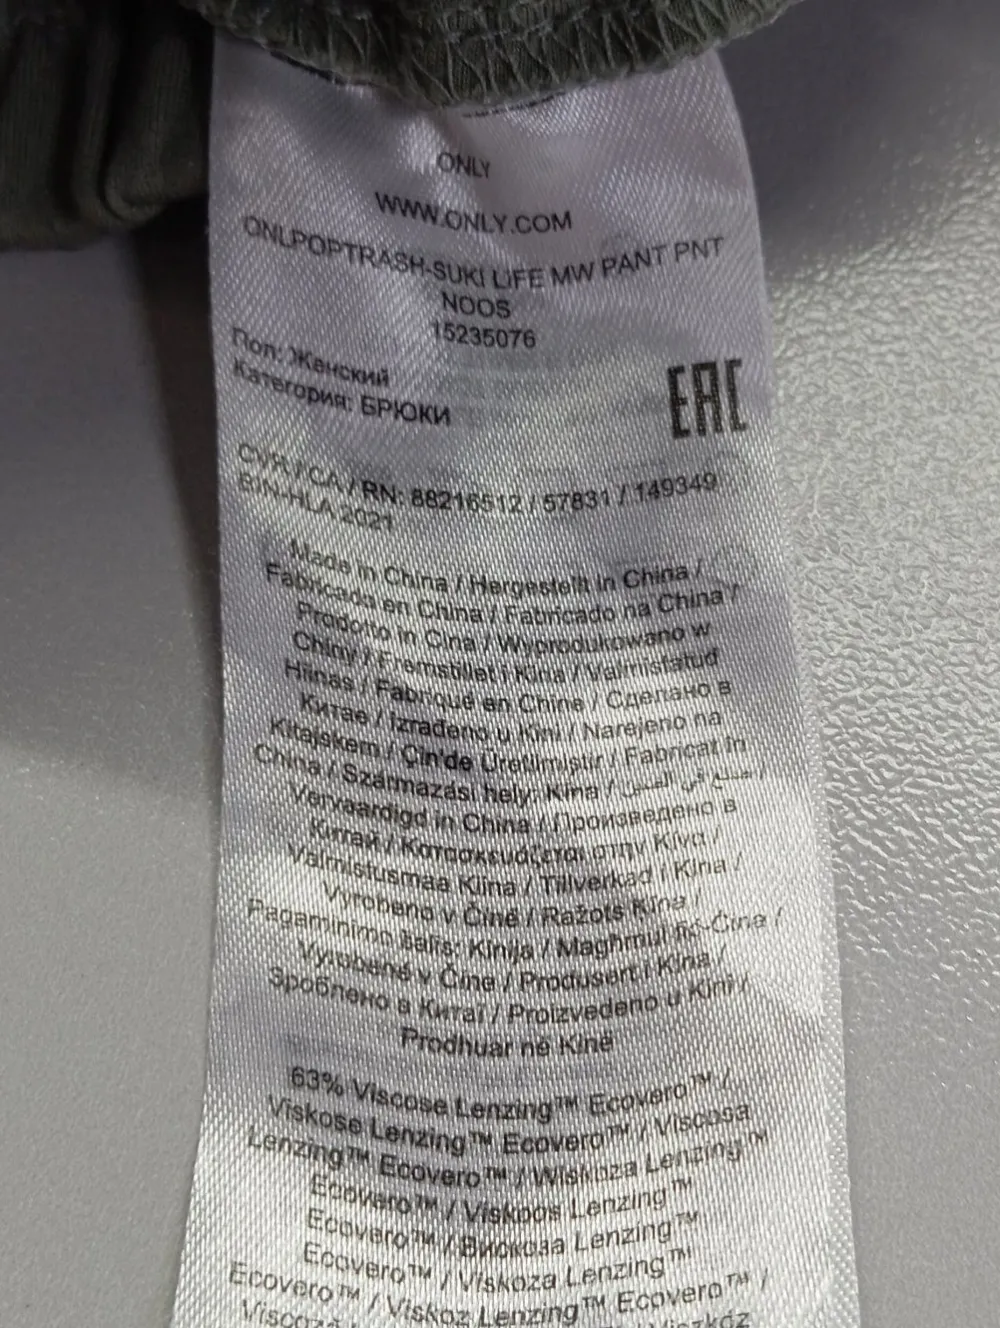 ONLY
WWW.ONLY.COM
ONLPOPTRASH-SUKI LIFE MW PANT PNT
NOOS
15235076
Пол: Женский
Категория: БРЮКИ
EAC
CVR / CA / RN: 88216512 / 57831 / 149349
BIN-HLA 2021
Made in China / Hergestellt in China /
Fabricado en China / Fabricado na China /
Prodotto in Cina / Wyprodukowano w
Chiny / Fremstillet i Kina / Valmistatud
Hiinas / Fabriqué en Chine / Сделано в
Китае / Izrađeno u Kini / Narejeno na
Kitajskem / Çin'de Üretilmiştir / Fabricat în
China / Származási hely: Kína / صنع في الصين /
Vervaardigd in China / Произведено в
Китай / Κατασκευάζεται στην Κίνα /
Valmistusmaa Kiina / Tillverkad i Kina /
Vyrobeno v Číně / Ražots Ķīna /
Pagaminimo šalis: Kinija / Magħmul fiċ-Ċina /
Vyrobené v Číne / Produsert i Kina /
Зроблено в Китаї / Proizvedeno u Kini /
Prodhuar në Kinë
63% Viscose Lenzing™ Ecovero™ /
Viskose Lenzing™ Ecovero™ / Viscosa
Lenzing™ Ecovero™ / Wiskoza Lenzing™
Ecovero™ / Viskoos Lenzing™
Ecovero™ / Вискоза Lenzing™
Ecovero™ / Viskoza Lenzing™
Ecovero™ / Viskoz Lenzing™ Ecovero™ /